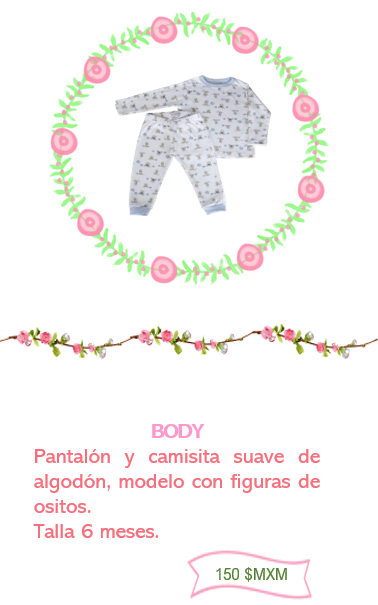 BODY
Pantalón y camisita suave de
algodón, modelo con figuras de
ositos.
Talla 6 meses.
150 $MXM